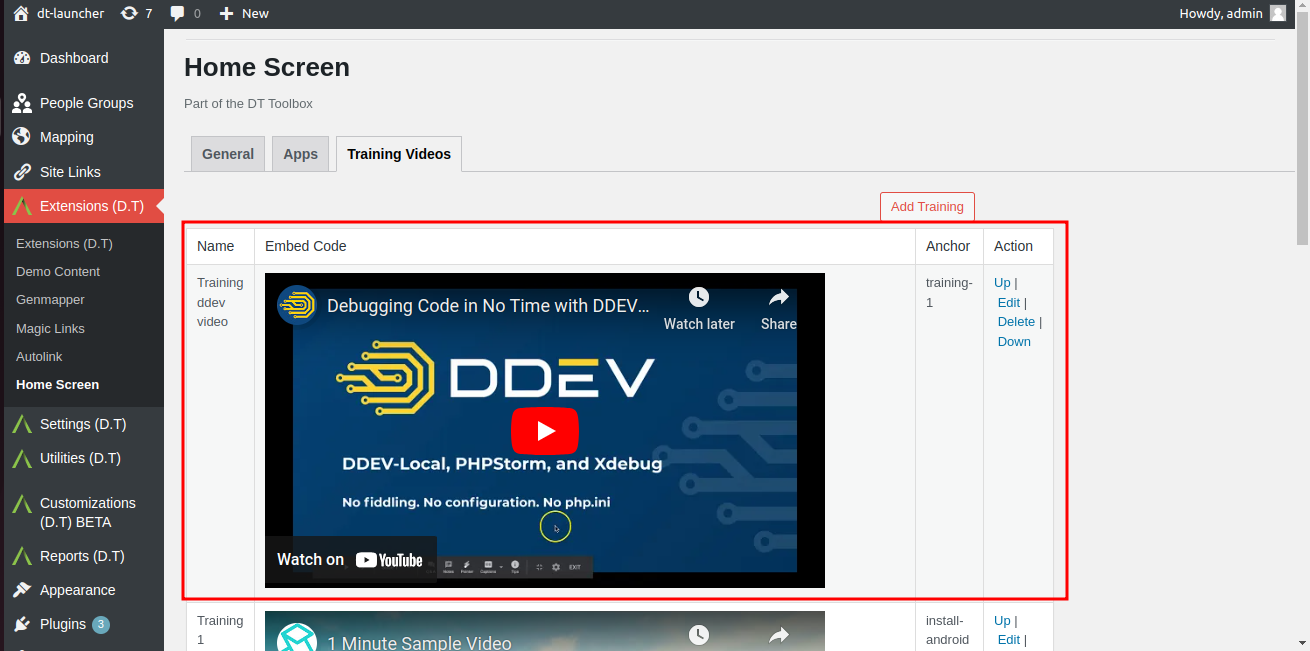 dt-launcher 7 0 New Howdy, admin
Dashboard
People Groups
Mapping
Site Links
Extensions (D.T)
Extensions (D.T)
Demo Content
Genmapper
Magic Links
Autolink
Home Screen
Settings (D.T)
Utilities (D.T)
Customizations
(D.T) BETA
Reports (D.T)
Appearance
Plugins 3
Home Screen
Part of the DT Toolbox
General Apps Training Videos
Add Training
Name Embed Code Anchor Action
Training
ddev
video
Debugging Code in No Time with DDEV...
Watch later Share
DDEV
DDEV-Local, PHPStorm, and Xdebug
No fiddling. No configuration. No php.ini
Watch on YouTube
EXIT
training-
1
Up |
Edit |
Delete |
Down
Training
1
1 Minute Sample Video
install-
android
Up |
Edit |